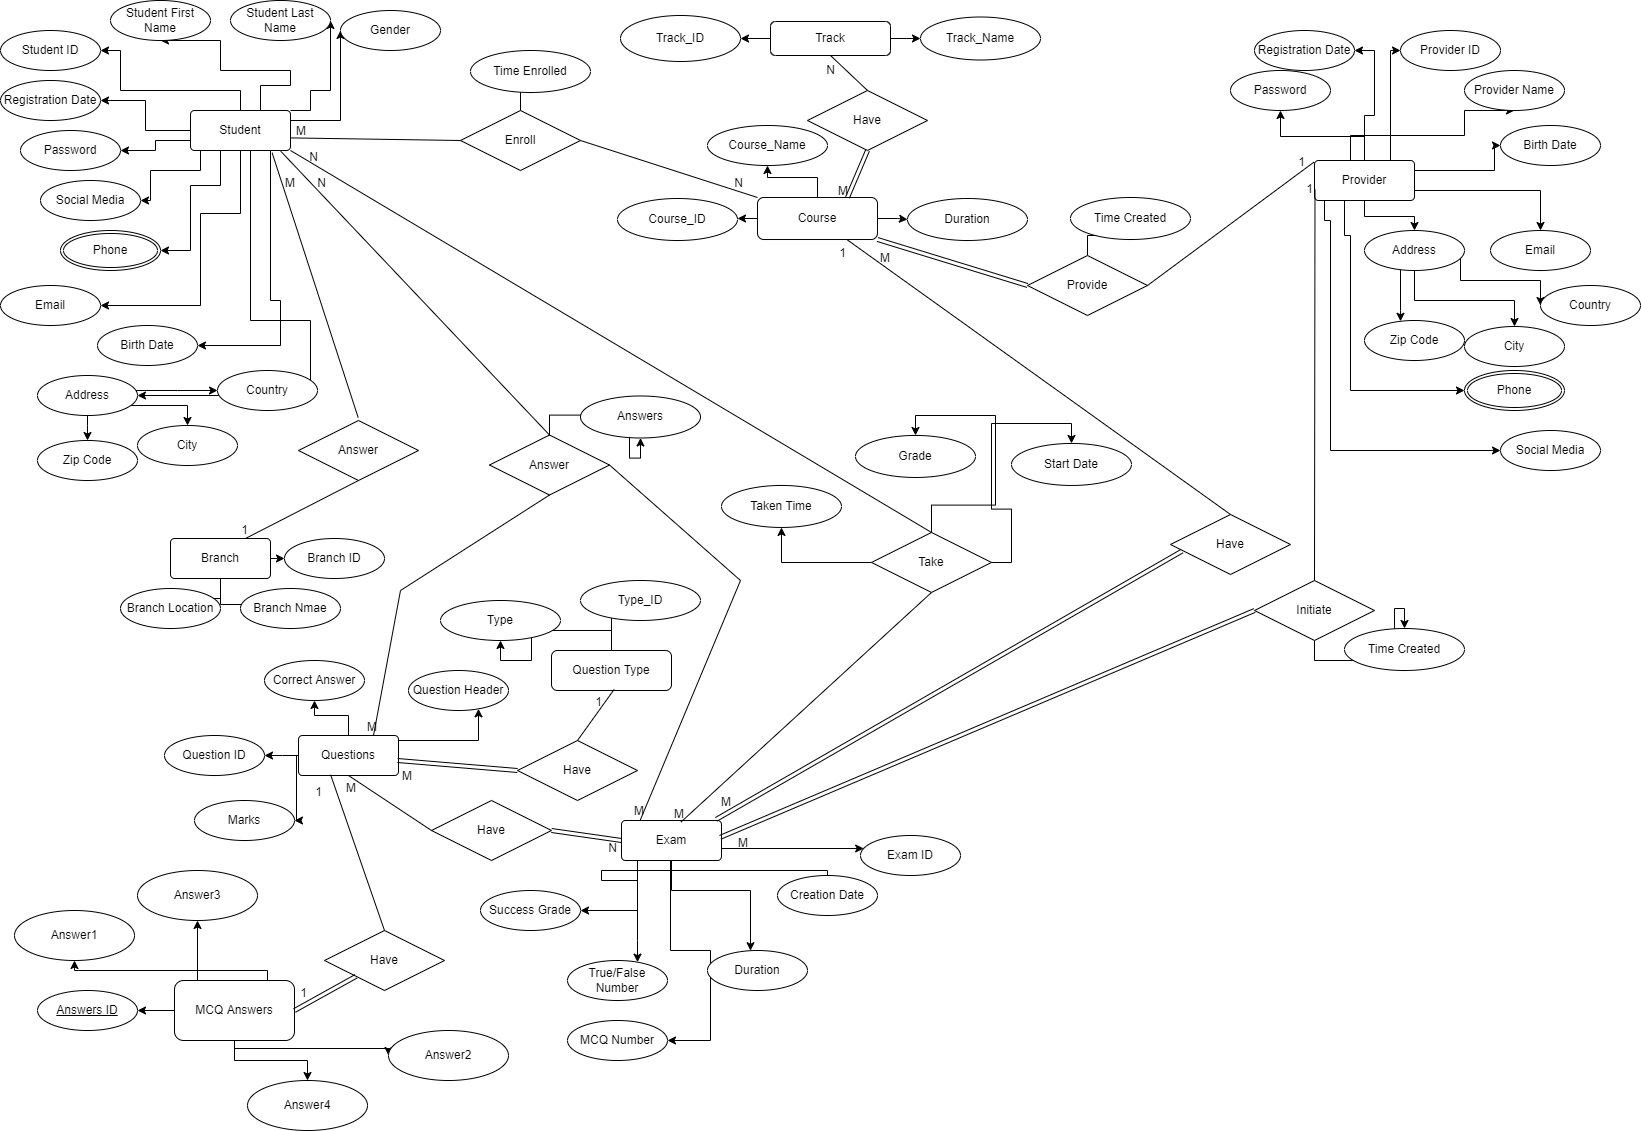 Student First
Name
Student Last
Name
Gender
Student ID
Registration Date
Student
Password
Social Media
Phone
Email
Birth Date
Address
Country
Zip Code
City
M
N
M
N
Time Enrolled
Enroll
N
Track_ID
Track
Track_Name
N
Have
M
Course_Name
Course_ID
Course
Duration
1
M
Time Created
Provide
1
1
Registration Date
Provider ID
Password
Provider Name
Birth Date
Provider
Address
Email
Country
Zip Code
City
Phone
Social Media
Answer
1
Branch
Branch ID
Branch Location
Branch Nmae
Answers
Answer
Grade
Start Date
Taken Time
Take
Have
Initiate
Time Created
Type_ID
Type
Question Type
1
Correct Answer
Question Header
M
Question ID
Questions
M
Have
Marks
1
M
Have
N
M
M
M
M
Exam
Exam ID
Creation Date
Success Grade
True/False
Number
Duration
MCQ Number
Answer3
Answer1
Have
1
Answers ID
MCQ Answers
Answer2
Answer4